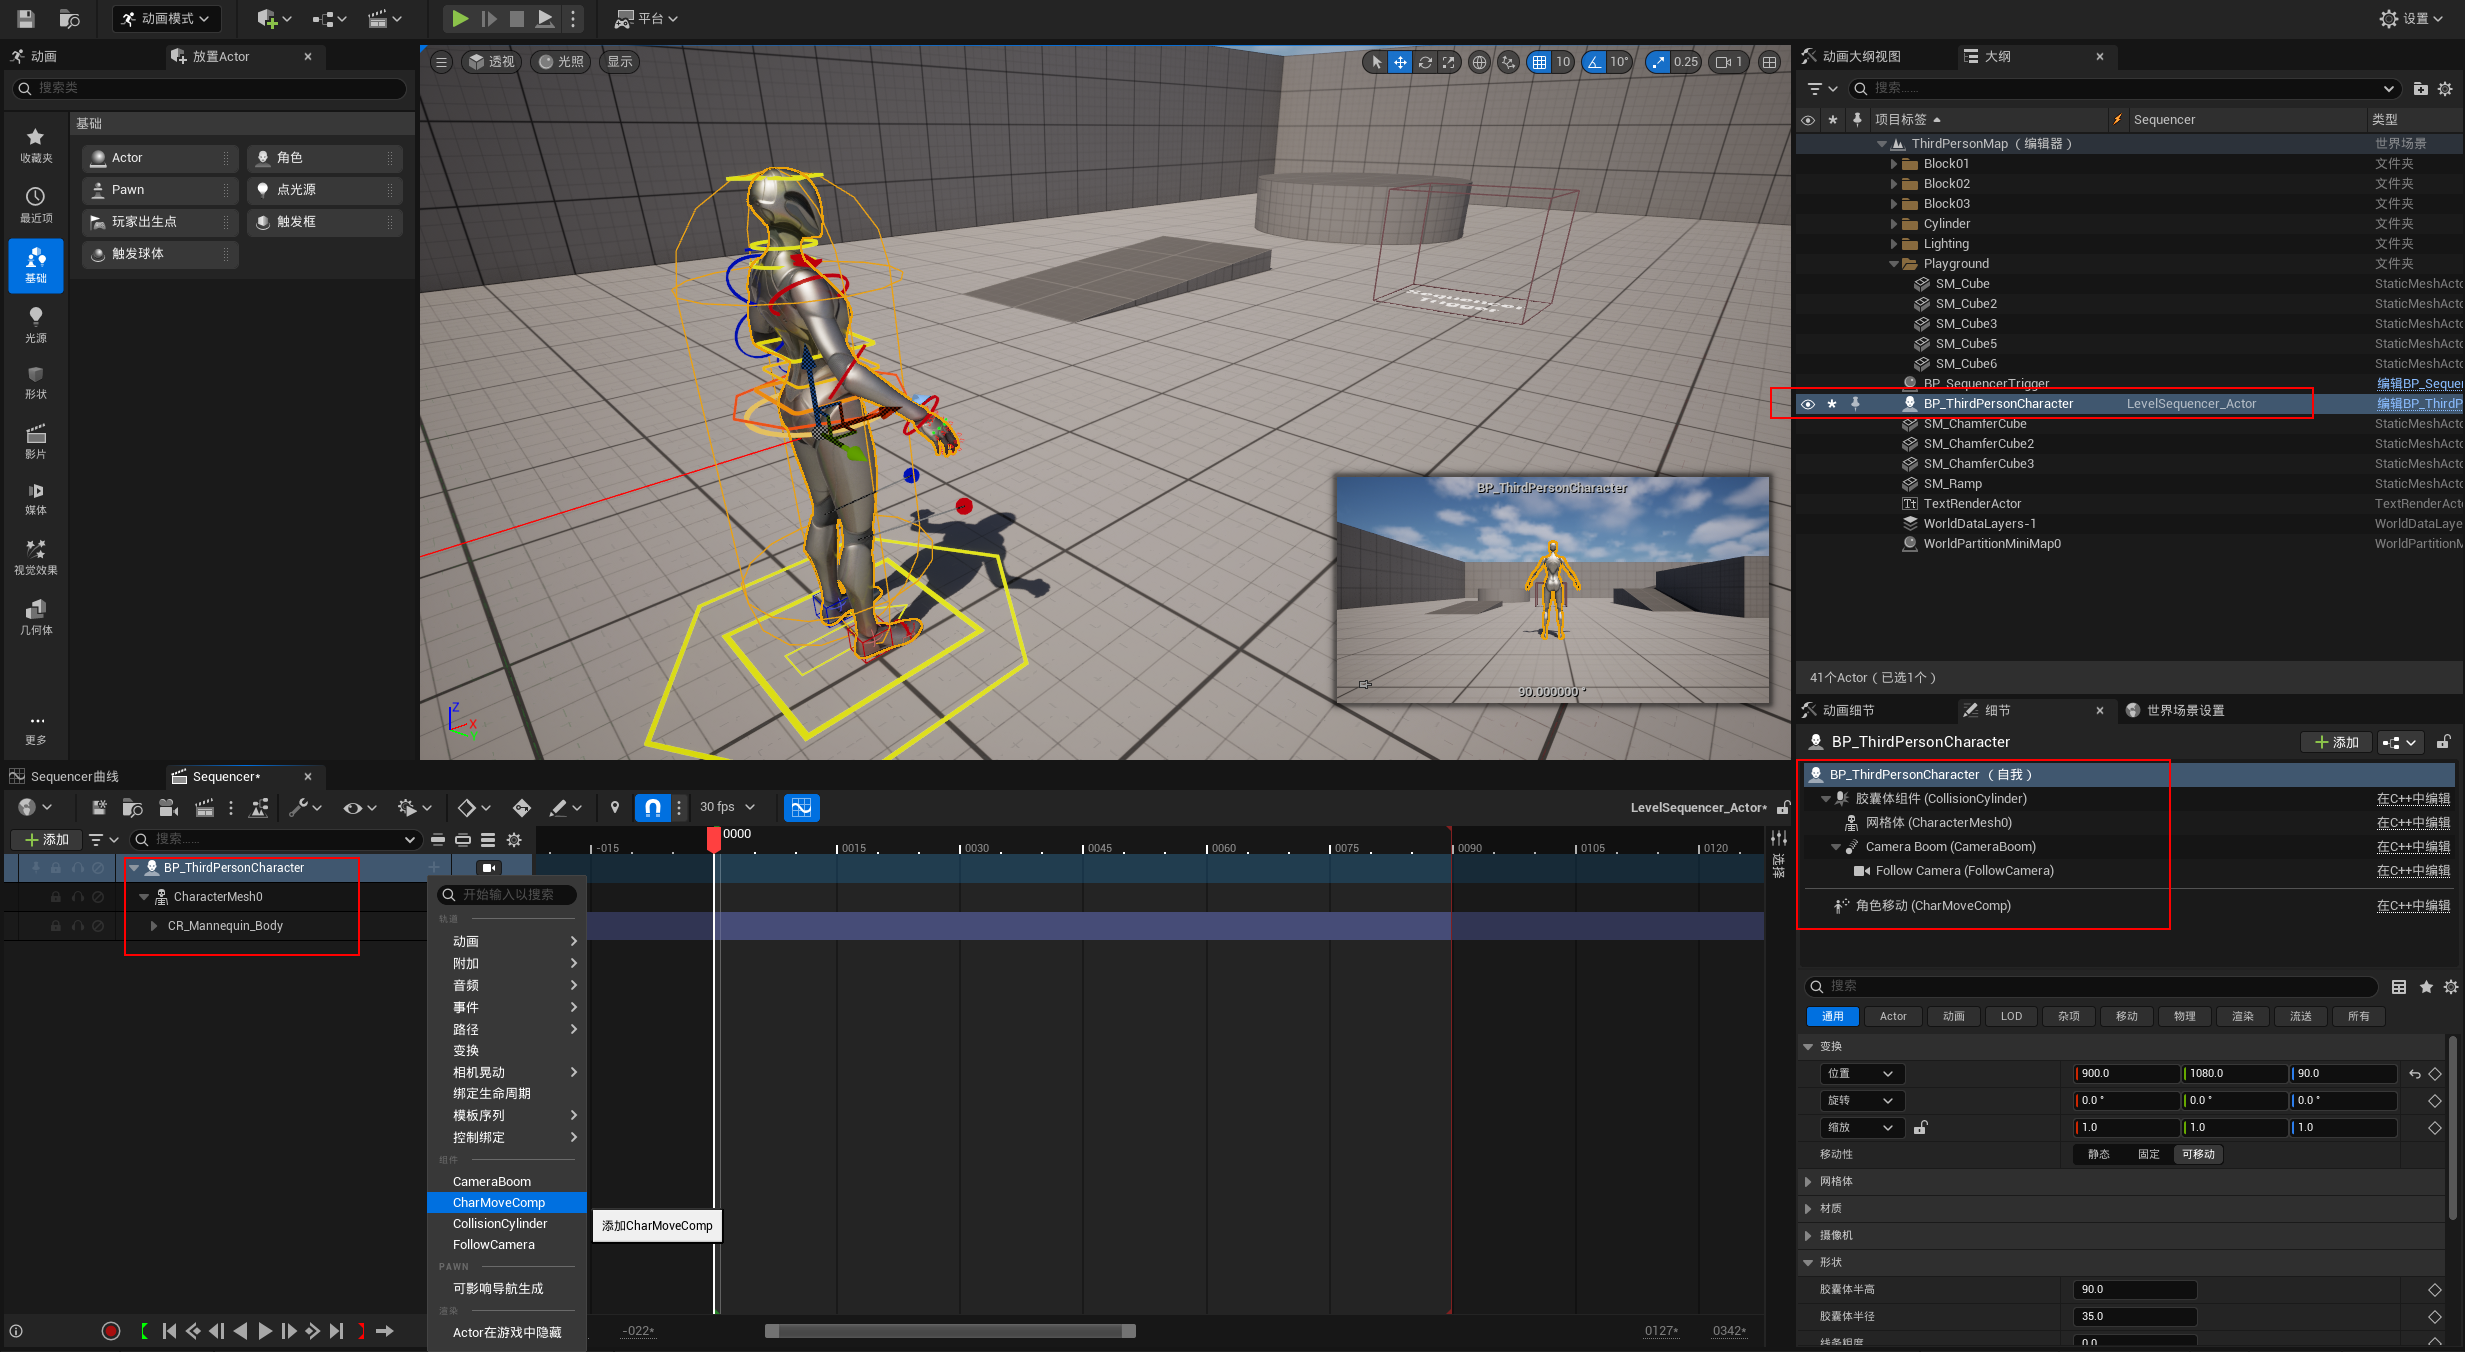 动画模式
平台
设置
动画
放置Actor
搜索类
基础
收藏夹
最近项
基础
光源
形状
影片
媒体
视觉效果
几何体
更多
Actor
角色
Pawn
点光源
玩家出生点
触发框
触发球体
透视
光照
显示
10
10°
0.25
1
Sequencer
Trigger
BP_ThirdPersonCharacter
90.000000 °
Z
X
Y
动画大纲视图
大纲
搜索……
项目标签
Sequencer
类型
ThirdPersonMap（编辑器）
世界场景
Block01
文件夹
Block02
文件夹
Block03
文件夹
Cylinder
文件夹
Lighting
文件夹
Playground
文件夹
SM_Cube
StaticMeshActo
SM_Cube2
StaticMeshActo
SM_Cube3
StaticMeshActo
SM_Cube5
StaticMeshActo
SM_Cube6
StaticMeshActo
BP_SequencerTrigger
编辑BP_Seque
BP_ThirdPersonCharacter
LevelSequencer_Actor
编辑BP_ThirdP
SM_ChamferCube
StaticMeshActo
SM_ChamferCube2
StaticMeshActo
SM_ChamferCube3
StaticMeshActo
SM_Ramp
StaticMeshActo
TextRenderActor
TextRenderActo
WorldDataLayers-1
WorldDataLaye
WorldPartitionMiniMap0
WorldPartitionM
41个Actor（已选1个）
动画细节
细节
世界场景设置
BP_ThirdPersonCharacter
添加
BP_ThirdPersonCharacter （自我）
胶囊体组件 (CollisionCylinder)
在C++中编辑
网格体 (CharacterMesh0)
在C++中编辑
Camera Boom (CameraBoom)
在C++中编辑
Follow Camera (FollowCamera)
在C++中编辑
角色移动 (CharMoveComp)
在C++中编辑
搜索
通用
Actor
动画
LOD
杂项
移动
物理
渲染
流送
所有
变换
位置
900.0
1080.0
90.0
旋转
0.0 °
0.0 °
0.0 °
缩放
1.0
1.0
1.0
移动性
静态
固定
可移动
网格体
材质
摄像机
形状
胶囊体半高
90.0
胶囊体半径
35.0
线条粗度
0.0
Sequencer曲线
Sequencer*
30 fps
LevelSequencer_Actor*
添加
搜索……
0000
-015
0015
0030
0045
0060
0075
0090
0105
0120
选择
BP_ThirdPersonCharacter
CharacterMesh0
CR_Mannequin_Body
开始输入以搜索
轨道
动画
附加
音频
事件
路径
变换
相机晃动
绑定生命周期
模板序列
控制绑定
组件
CameraBoom
CharMoveComp
添加CharMoveComp
CollisionCylinder
FollowCamera
PAWN
可影响导航生成
渲染
Actor在游戏中隐藏
-022*
0127*
0342*